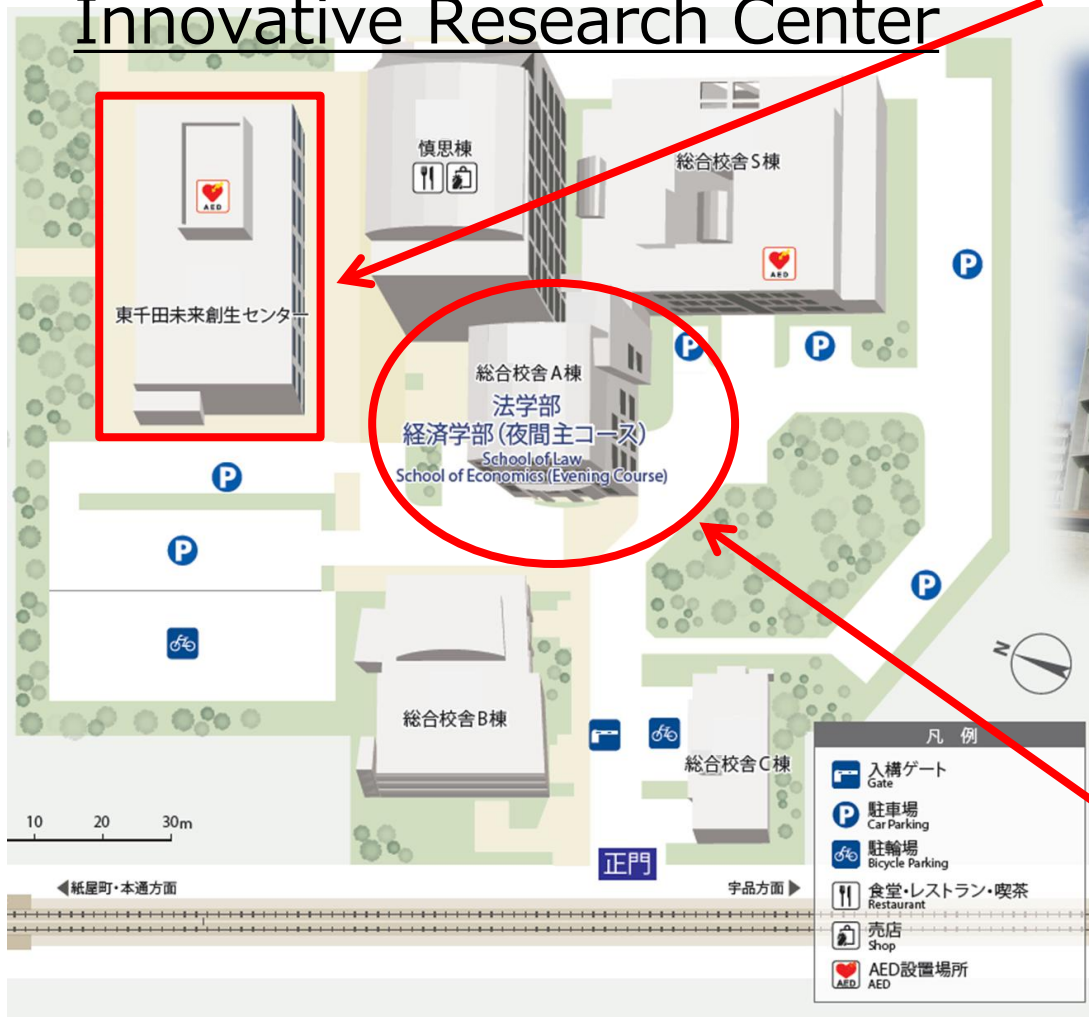 Innovative Research Center
慎思棟
総合校舎S棟
AED
AED
東千田未来創生センター
P
P
P
総合校舎A棟
法学部
経済学部(夜間主コース)
School of Law
School of Economics (Evening Course)
P
P
P
N
総合校舎B棟
総合校舎C棟
凡 例
入構ゲート
Gate
P
駐車場
Car Parking
駐輪場
Bicycle Parking
食堂・レストラン・喫茶
Restaurant
売店
Shop
AED
AED設置場所
AED
10 20 30m
正門
◀紙屋町・本通方面
宇品方面▶